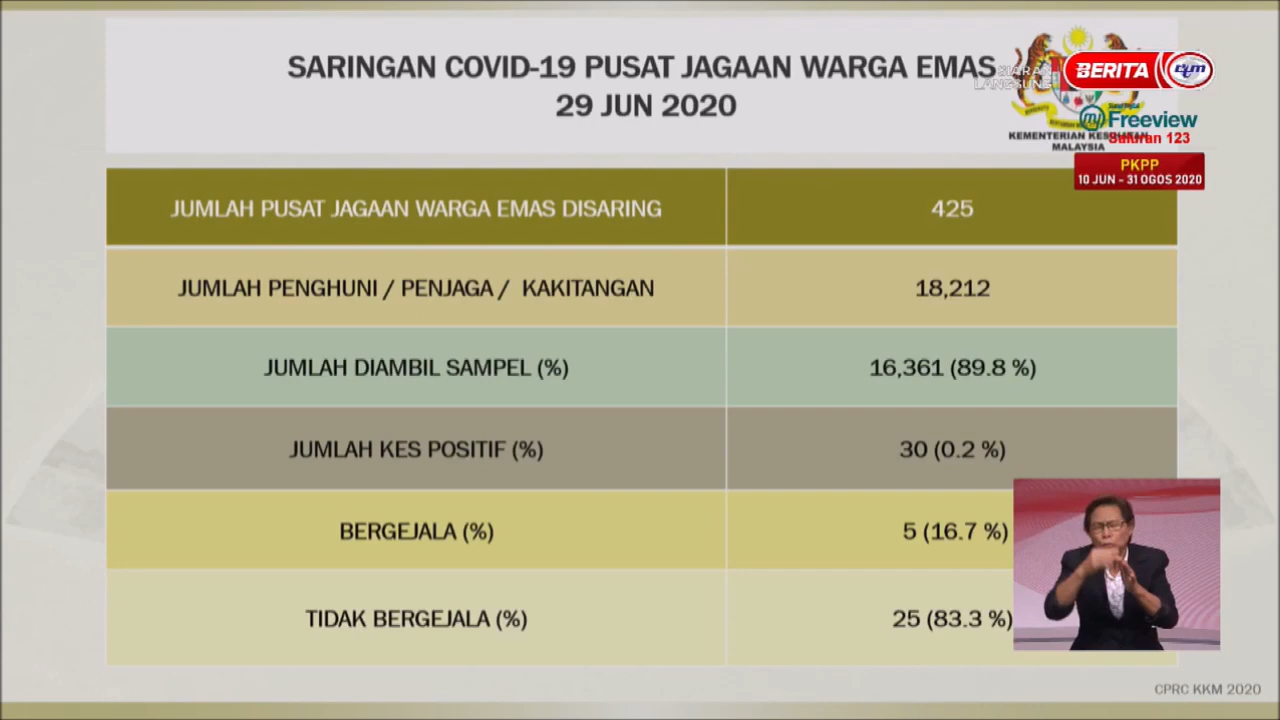 SARINGAN COVID-19 PUSAT JAGAAN WARGA EMAS
29 JUN 2020
SIARAN
LANGSUNG
BERITA
Freeview
Saluran 123
KEMENTERIAN KESIHATAN
MALAYSIA
PKPP
10 JUN - 31 OGOS 2020
JUMLAH PUSAT JAGAAN WARGA EMAS DISARING 425
JUMLAH PENGHUNI / PENJAGA / KAKITANGAN 18,212
JUMLAH DIAMBIL SAMPEL (%) 16,361 (89.8 %)
JUMLAH KES POSITIF (%) 30 (0.2 %)
BERGEJALA (%) 5 (16.7 %)
TIDAK BERGEJALA (%) 25 (83.3 %)
CPRC KKM 2020